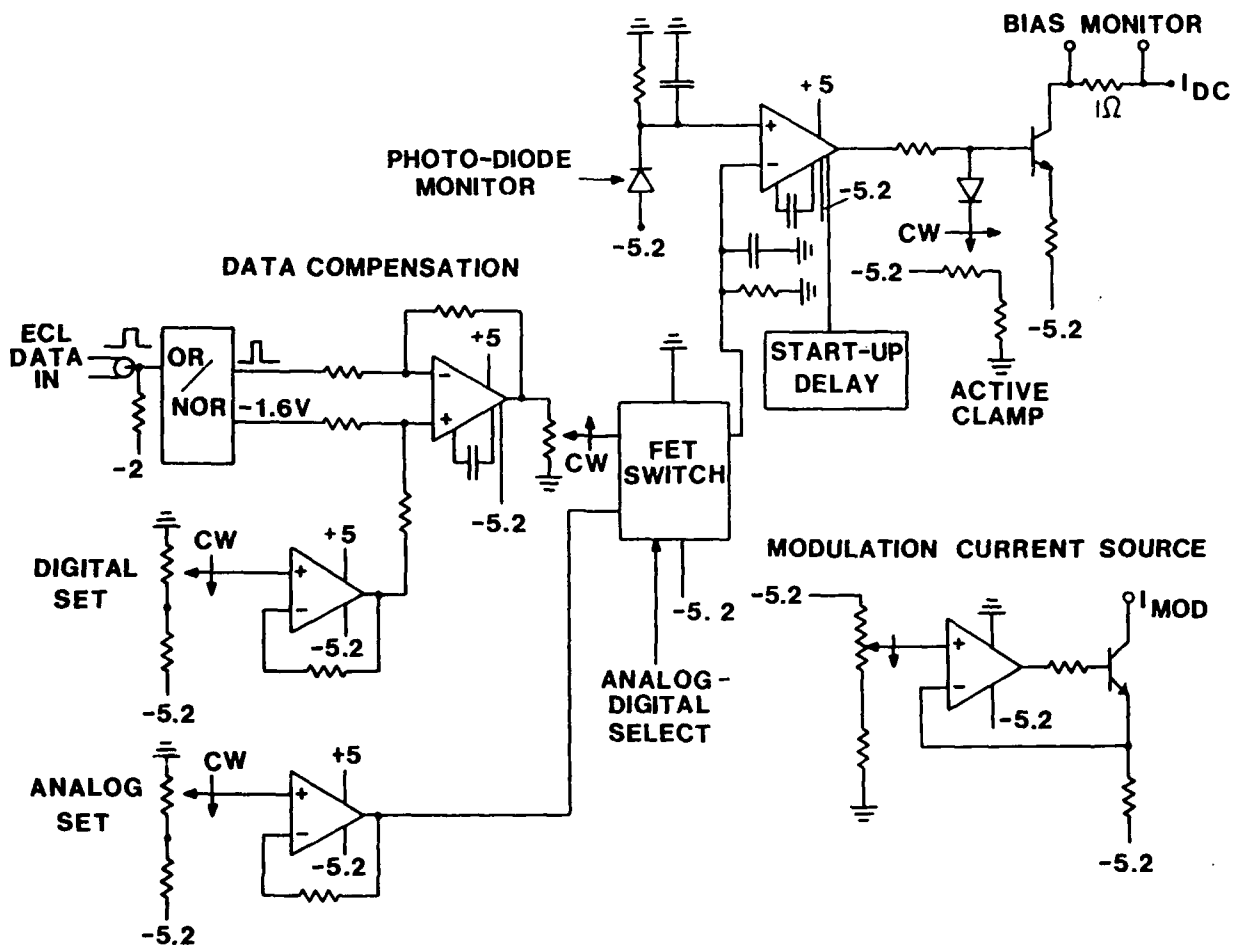 BIAS MONITOR
+5
I DC
1Ω
PHOTO-DIODE
MONITOR
-5.2
-5.2
CW
-5.2
-5.2
DATA COMPENSATION
ECL
DATA
IN
OR
/
NOR
-1.6V
-2
+5
-5.2
CW
FET
SWITCH
START-UP
DELAY
ACTIVE
CLAMP
DIGITAL
SET
CW
+5
-5.2
-5.2
-5.2
ANALOG-
DIGITAL
SELECT
MODULATION CURRENT SOURCE
-5.2
I MOD
-5.2
-5.2
ANALOG
SET
CW
+5
-5.2
-5.2